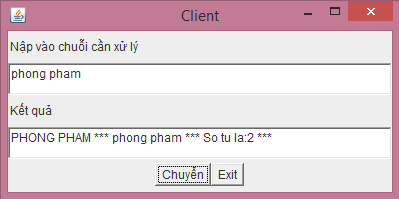 Client
Nập vào chuỗi cần xử lý
phong pham
Kết quả
PHONG PHAM *** phong pham *** So tu la:2 ***
Chuyển Exit